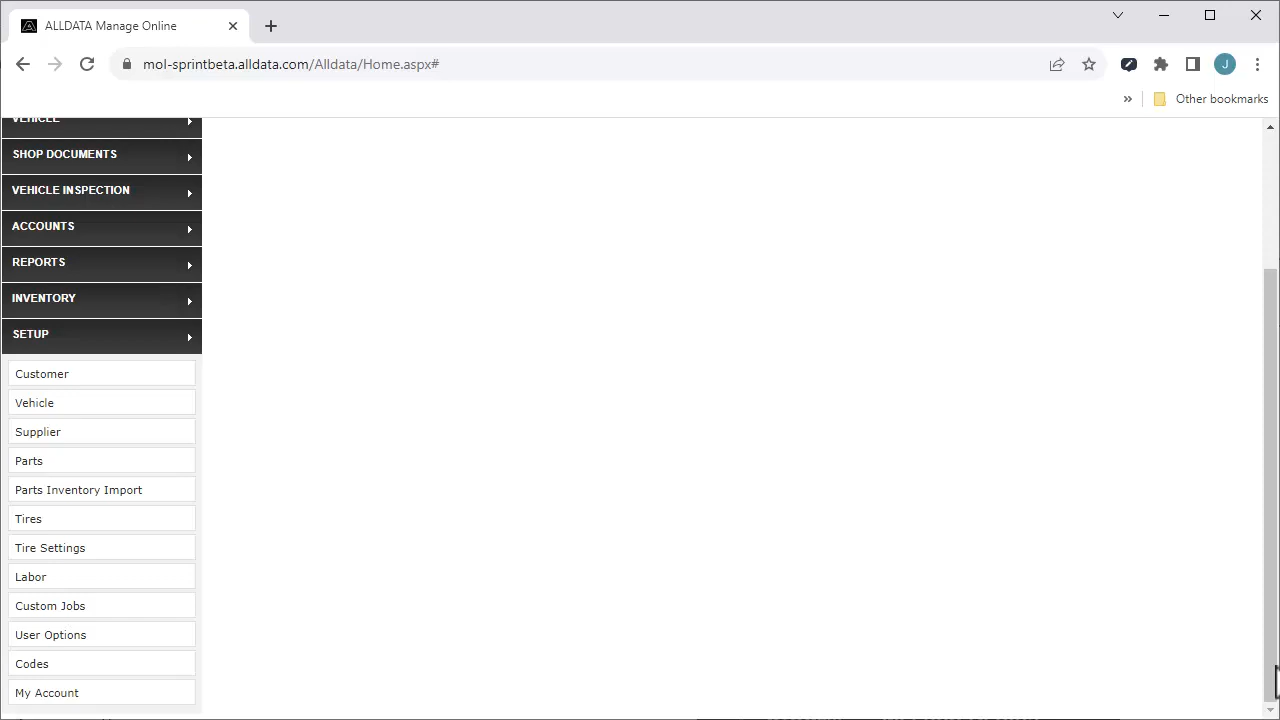 ALLDATA Manage Online
mol-sprintbeta.alldata.com/Alldata/Home.aspx#
J
» Other bookmarks
VEHICLE
SHOP DOCUMENTS
VEHICLE INSPECTION
ACCOUNTS
REPORTS
INVENTORY
SETUP
Customer
Vehicle
Supplier
Parts
Parts Inventory Import
Tires
Tire Settings
Labor
Custom Jobs
User Options
Codes
My Account